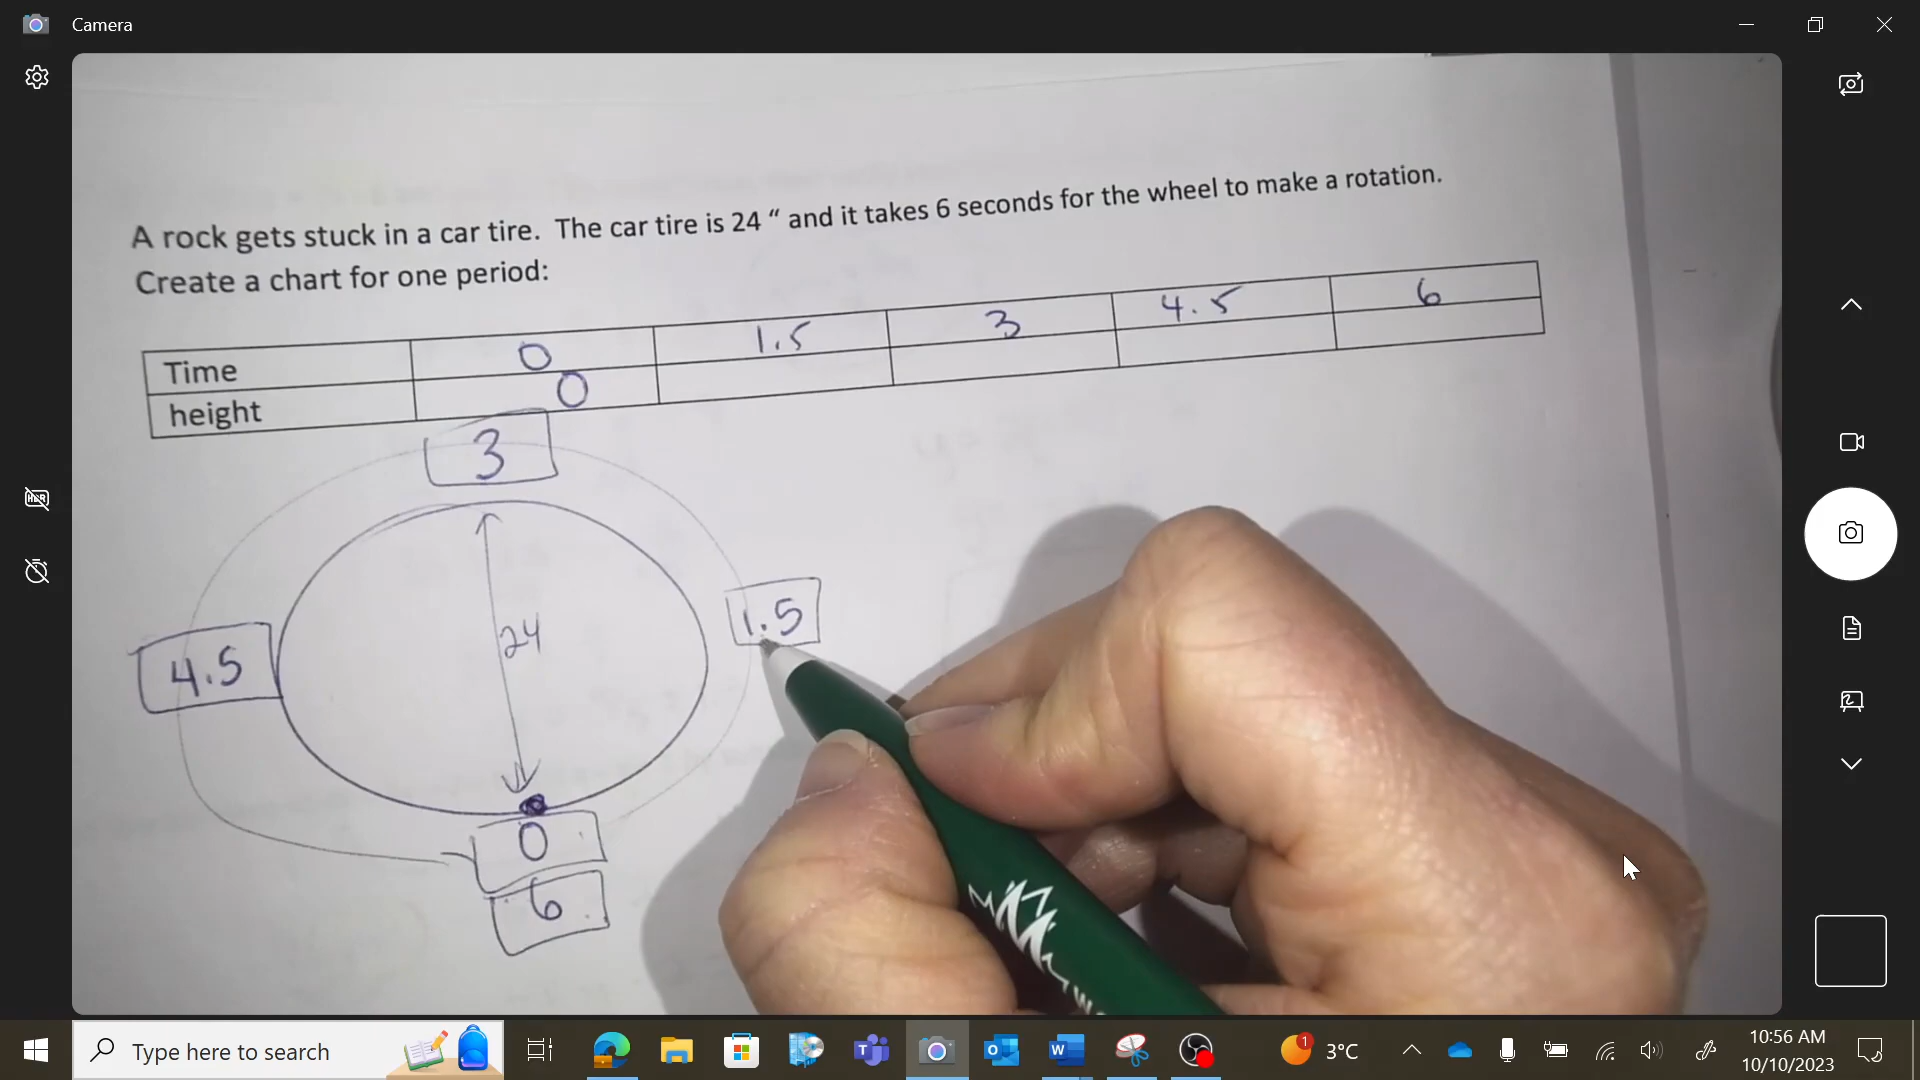 Camera
A rock gets stuck in a car tire. The car tire is 24 “ and it takes 6 seconds for the wheel to make a rotation.
Create a chart for one period:
Time 0 1.5 3 4.5 6
height 0
3
24
1.5
4.5
0
6
Type here to search
1
3°C
10:56 AM
10/10/2023